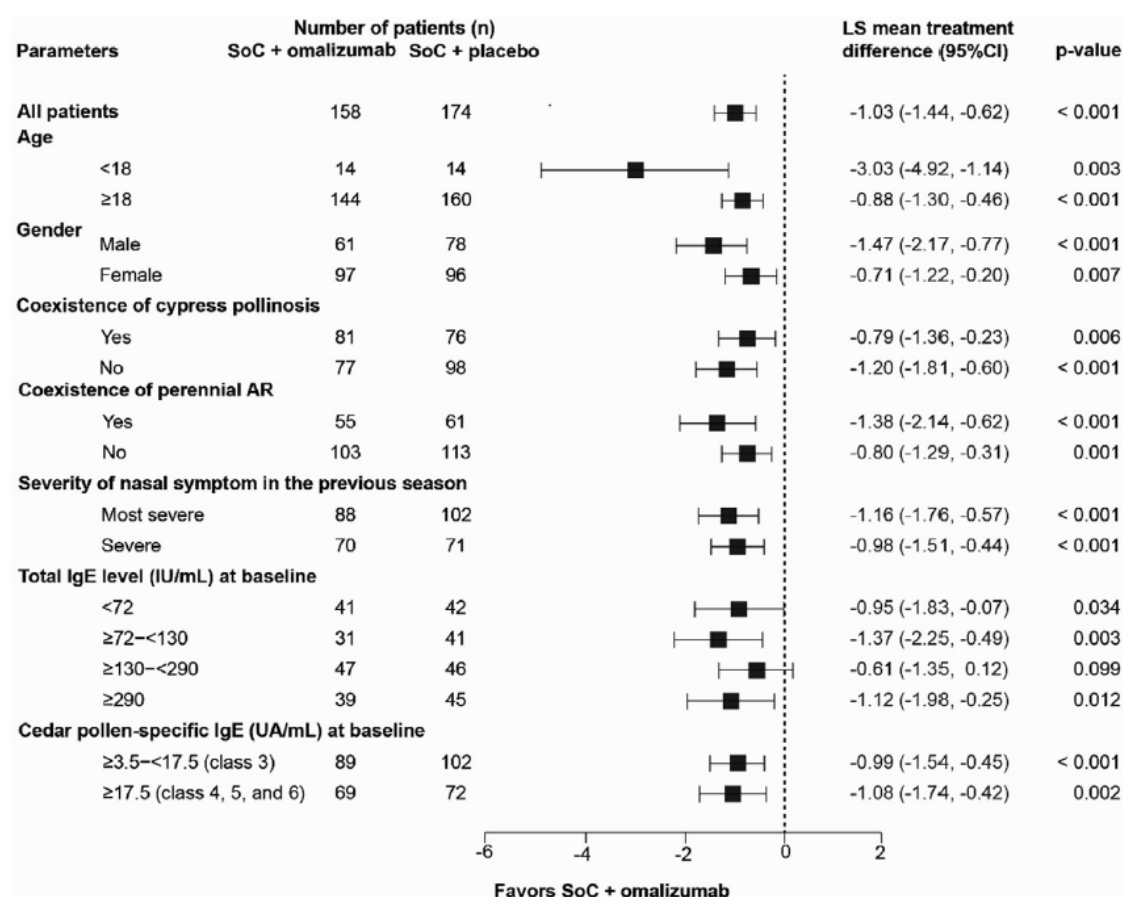 Number of patients (n) LS mean treatment
Parameters SoC + omalizumab SoC + placebo difference (95%CI) p-value
All patients 158 174 -1.03 (-1.44, -0.62) < 0.001
Age
<18 14 14 -3.03 (-4.92, -1.14) 0.003
≥18 144 160 -0.88 (-1.30, -0.46) < 0.001
Gender
Male 61 78 -1.47 (-2.17, -0.77) < 0.001
Female 97 96 -0.71 (-1.22, -0.20) 0.007
Coexistence of cypress pollinosis
Yes 81 76 -0.79 (-1.36, -0.23) 0.006
No 77 98 -1.20 (-1.81, -0.60) < 0.001
Coexistence of perennial AR
Yes 55 61 -1.38 (-2.14, -0.62) < 0.001
No 103 113 -0.80 (-1.29, -0.31) 0.001
Severity of nasal symptom in the previous season
Most severe 88 102 -1.16 (-1.76, -0.57) < 0.001
Severe 70 71 -0.98 (-1.51, -0.44) < 0.001
Total IgE level (IU/mL) at baseline
<72 41 42 -0.95 (-1.83, -0.07) 0.034
≥72−<130 31 41 -1.37 (-2.25, -0.49) 0.003
≥130−<290 47 46 -0.61 (-1.35, 0.12) 0.099
≥290 39 45 -1.12 (-1.98, -0.25) 0.012
Cedar pollen-specific IgE (UA/mL) at baseline
≥3.5−<17.5 (class 3) 89 102 -0.99 (-1.54, -0.45) < 0.001
≥17.5 (class 4, 5, and 6) 69 72 -1.08 (-1.74, -0.42) 0.002
-6 -4 -2 0 2
Favors SoC + omalizumab